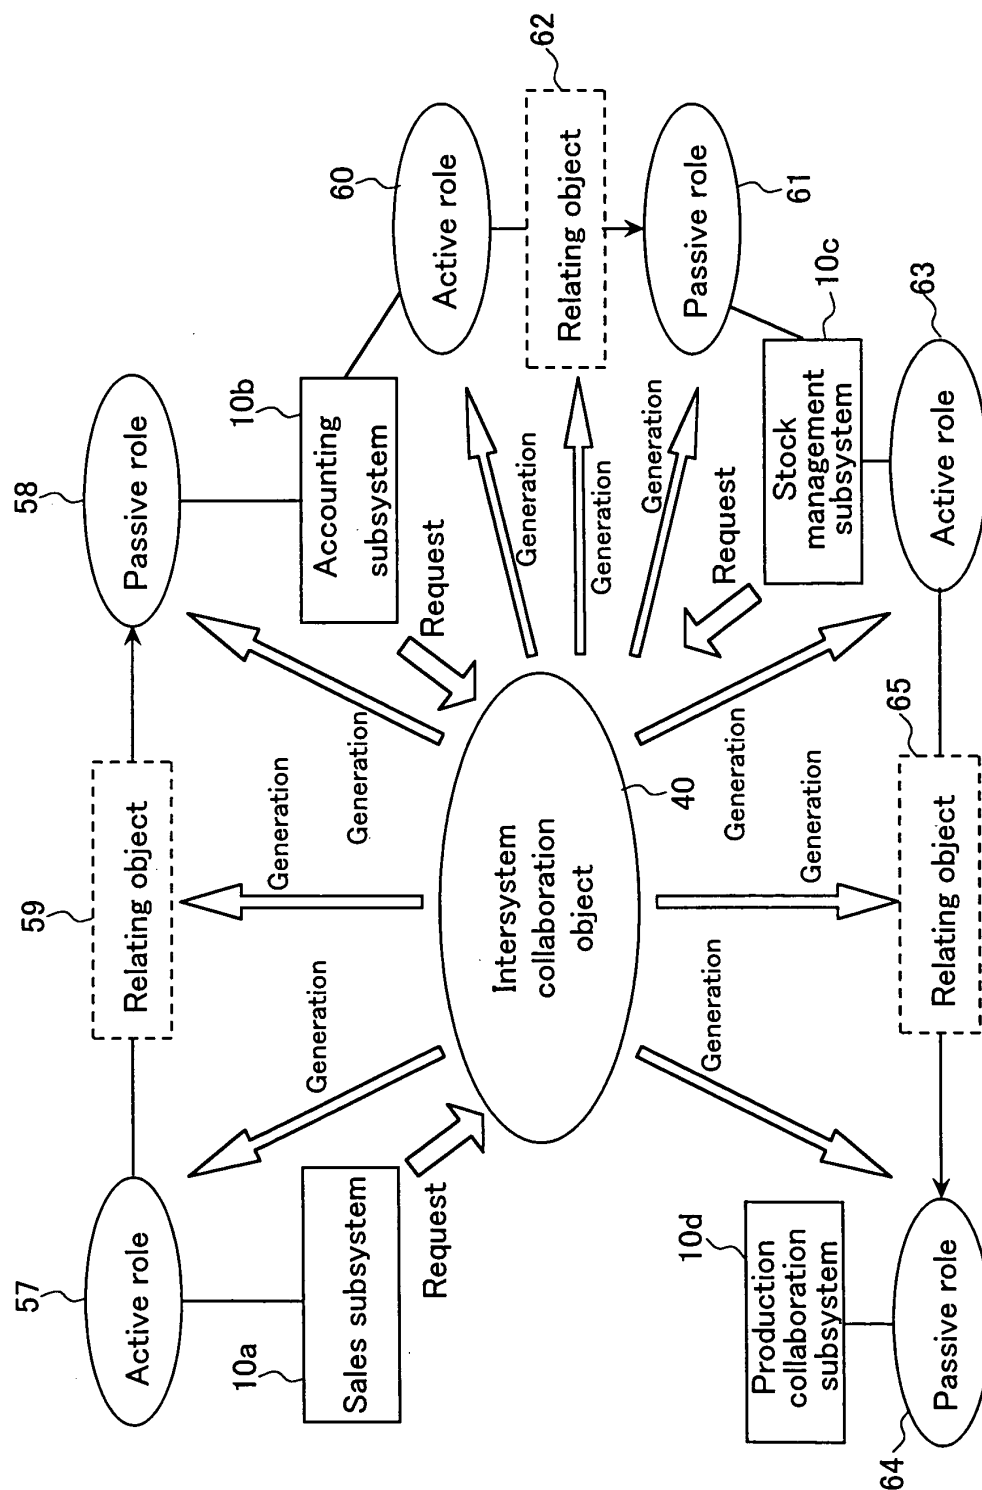 57
Active role
59
Relating object
58
Passive role
10a
Sales subsystem
Request
Generation
Generation
Generation
10b
Accounting
subsystem
Request
60
Active role
62
Relating object
61
Passive role
Generation
Generation
Generation
Intersystem
collaboration
object
40
Request
10c
Stock
management
subsystem
63
Active role
Generation
Generation
Generation
65
Relating object
10d
Production
collaboration
subsystem
64
Passive role